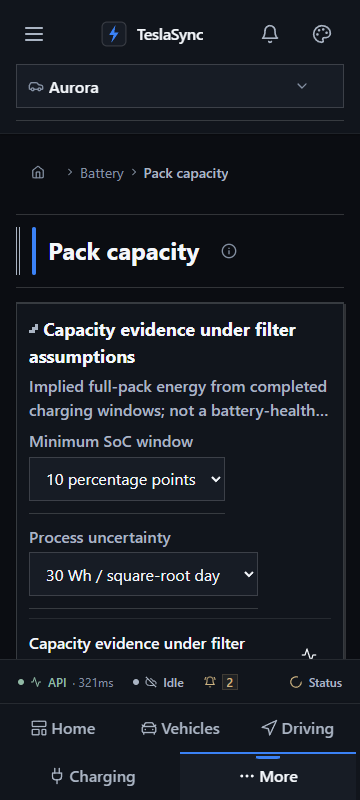 TeslaSync
Aurora
Battery
Pack capacity
Pack capacity
Capacity evidence under filter
assumptions
Implied full-pack energy from completed
charging windows; not a battery-health...
Minimum SoC window
10 percentage points
Process uncertainty
30 Wh / square-root day
Capacity evidence under filter
API · 321ms
Idle
2
Status
Home
Vehicles
Driving
Charging
More